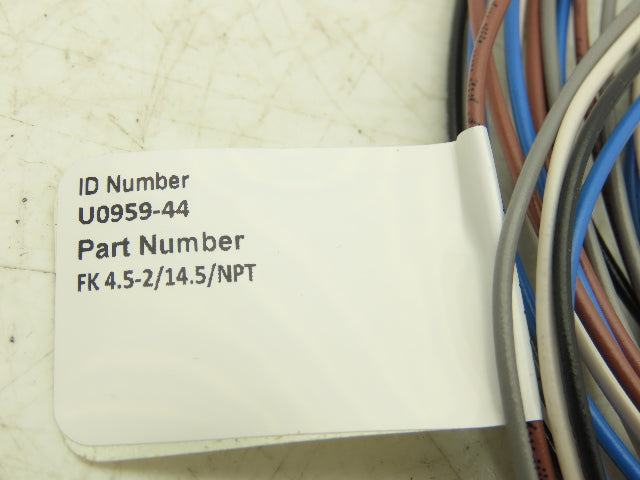 ID Number
U0959-44
Part Number
FK 4.5-2/14.5/NPT